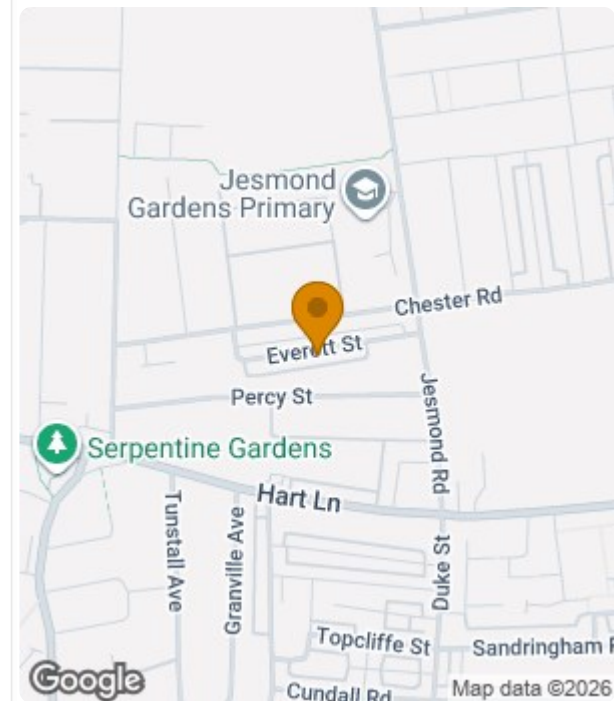 Jesmond
Gardens Primary
Chester Rd
Everett St
Percy St
Jesmond Rd
Serpentine Gardens
Hart Ln
Tunstall Ave
Granville Ave
Duke St
Topcliffe St
Sandringham R
Cundall Rd
Google
Map data ©2026